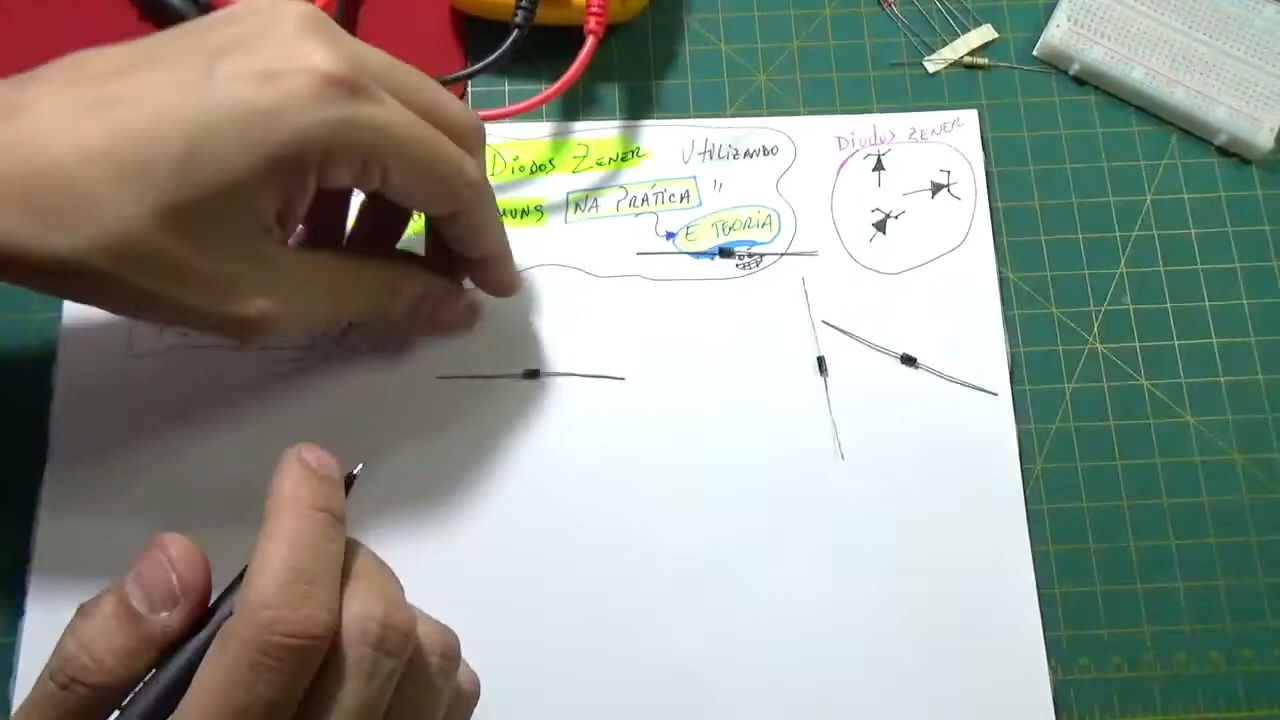 DIODOS ZENER UTILIZANDO
NA PRÁTICA "
E TEORIA
DIODOS ZENER